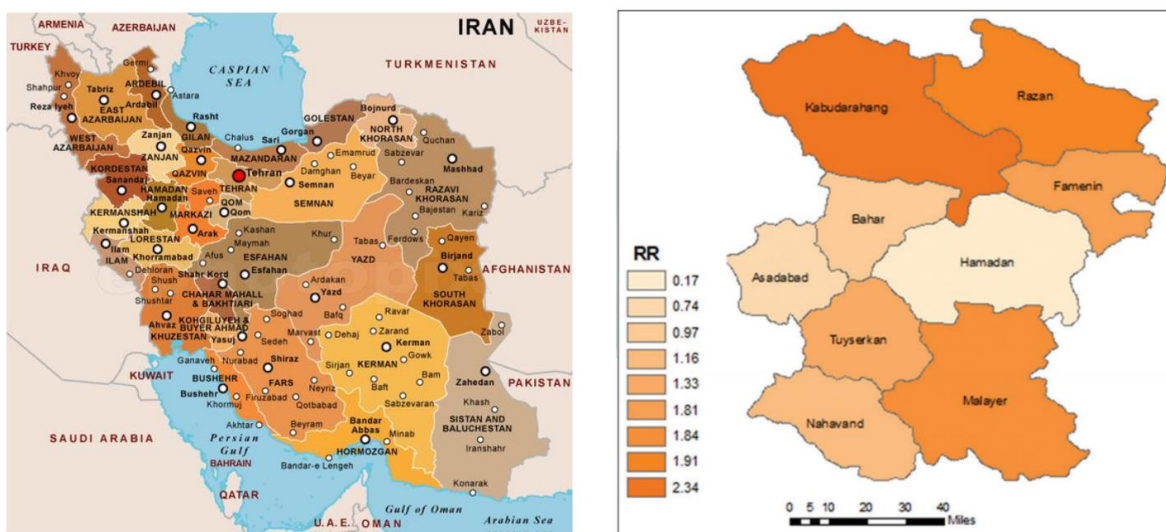 IRAN
ARMENIA
AZERBAIJAN
UZBE-
KISTAN
TURKEY
TURKMENISTAN
CASPIAN
SEA
Germi
Khvoy
Shahpur
Reza Iyeh
Tabriz
EAST
AZARBAIJAN
ARDEBIL
Ardabil
Astara
WEST
AZARBAIJAN
Rasht
GILAN
Zanjan
ZANJAN
Qazvin
QAZVIN
Chalus
Sari
MAZANDARAN
Gorgan
GOLESTAN
Bojnurd
NORTH
KHORASAN
Quchan
Sabzevar
Mashhad
Emamrud
Damghan
Beyar
Semnan
SEMNAN
Tehran
TEHRAN
KORDESTAN
Sanandaj
HAMADAN
Hamadan
Saveh
QOM
Qom
MARKAZI
Arak
KERMANSHAH
Kermanshah
LORESTAN
Khorramabad
Ilam
ILAM
Bardeskan
RAZAVI
KHORASAN
Bajestan
Kariz
Kashan
Maymah
Khur
Tabas
Ferdows
Qayen
ESFAHAN
Esfahan
YAZD
Birjand
AFGHANISTAN
Tabas
SOUTH
KHORASAN
IRAQ
Dehloran
Afus
Shush
Shahr Kord
Shushtar
CHAHAR MAHALL
& BAKHTIARI
Ardakan
Yazd
Bafq
Ahvaz
KHUZESTAN
KOHGILUYEH &
BUYER AHMAD
Yasuj
Soghad
Sedeh
Marvast
Dehaj
Ravar
Zarand
Kerman
KERMAN
Gowk
Zabol
Ganaveh
Nurabad
Shiraz
FARS
Sirjan
Baft
Bam
Sabzevaran
Zahedan
PAKISTAN
KUWAIT
BUSHEHR
Bushehr
Khormuj
Firuzabad
Neyriz
Qotbabad
Khash
SISTAN AND
BALUCHESTAN
Iranshahr
SAUDI ARABIA
Akhtar
Beyram
Bandar
Abbas
HORMOZGAN
Minab
Persian
Gulf
BAHRAIN
Bandar-e Lengeh
Konarak
QATAR
U.A.E.
OMAN
Gulf of Oman
Arabian Sea
Kabudarahang
Razan
Famenin
Bahar
Hamadan
Asadabad
Tuyserkan
Malayer
Nahavand
RR
0.17
0.74
0.97
1.16
1.33
1.81
1.84
1.91
2.34
0 5 10 20 30 40
Miles